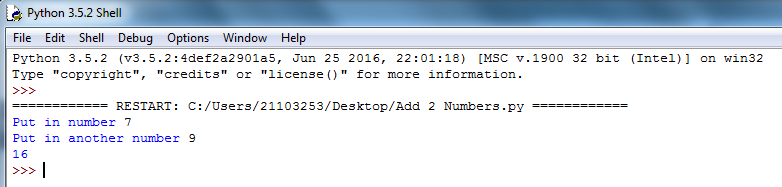 Python 3.5.2 Shell
File Edit Shell Debug Options Window Help
Python 3.5.2 (v3.5.2:4def2a2901a5, Jun 25 2016, 22:01:18) [MSC v.1900 32 bit (Intel)] on win32
Type "copyright", "credits" or "license()" for more information.
>>>
============ RESTART: C:/Users/21103253/Desktop/Add 2 Numbers.py ============
Put in number 7
Put in another number 9
16
>>>